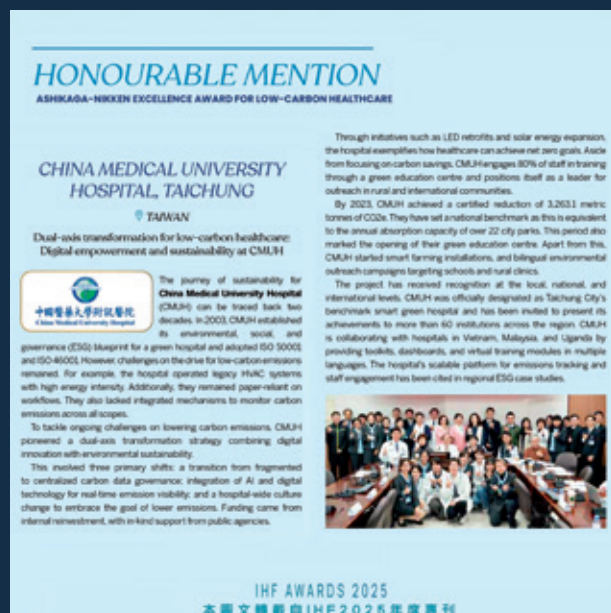 HONOURABLE MENTION
ASHIKAGA-NIKKEN EXCELLENCE AWARD FOR LOW-CARBON HEALTHCARE
CHINA MEDICAL UNIVERSITY
HOSPITAL, TAICHUNG
TAIWAN
Dual-axis transformation for low-carbon healthcare:
Digital empowerment and sustainability at CMUH
中國醫藥大學附設醫院
China Medical University Hospital
The journey of sustainability for
China Medical University Hospital
(CMUH) can be traced back two
decades. In 2003, CMUH established
its environmental, social, and
governance (ESG) blueprint for a green hospital and adopted ISO 50001
and ISO 46001. However, challenges on the drive for low-carbon emissions
remained. For example, the hospital operated legacy HVAC systems
with high energy intensity. Additionally, they remained paper-reliant on
workflows. They also lacked integrated mechanisms to monitor carbon
emissions across all scopes.
To tackle ongoing challenges on lowering carbon emissions, CMUH
pioneered a dual-axis transformation strategy combining digital
innovation with environmental sustainability.
This involved three primary shifts: a transition from fragmented
to centralized carbon data governance; integration of AI and digital
technology for real-time emission visibility; and a hospital-wide culture
change to embrace the goal of lower emissions. Funding came from
internal reinvestment, with in-kind support from public agencies.
Through initiatives such as LED retrofits and solar energy expansion,
the hospital exemplifies how healthcare can achieve net zero goals. Aside
from focusing on carbon savings, CMUH engages 80% of staff in training
through a green education centre and positions itself as a leader for
outreach in rural and international communities.
By 2023, CMUH achieved a certified reduction of 3,263.1 metric
tonnes of CO2e. They have set a national benchmark as this is equivalent
to the annual absorption capacity of over 22 city parks. This period also
marked the opening of their green education centre. Apart from this,
CMUH started smart farming installations, and bilingual environmental
outreach campaigns targeting schools and rural clinics.
The project has received recognition at the local, national, and
international levels. CMUH was officially designated as Taichung City's
benchmark smart green hospital and has been invited to present its
achievements to more than 60 institutions across the region. CMUH
is collaborating with hospitals in Vietnam, Malaysia, and Uganda by
providing toolkits, dashboards, and virtual training modules in multiple
languages. The hospital's scalable platform for emissions tracking and
staff engagement has been cited in regional ESG case studies.
IHF AWARDS 2025
本圖文轉載自IHF2025年度專刊